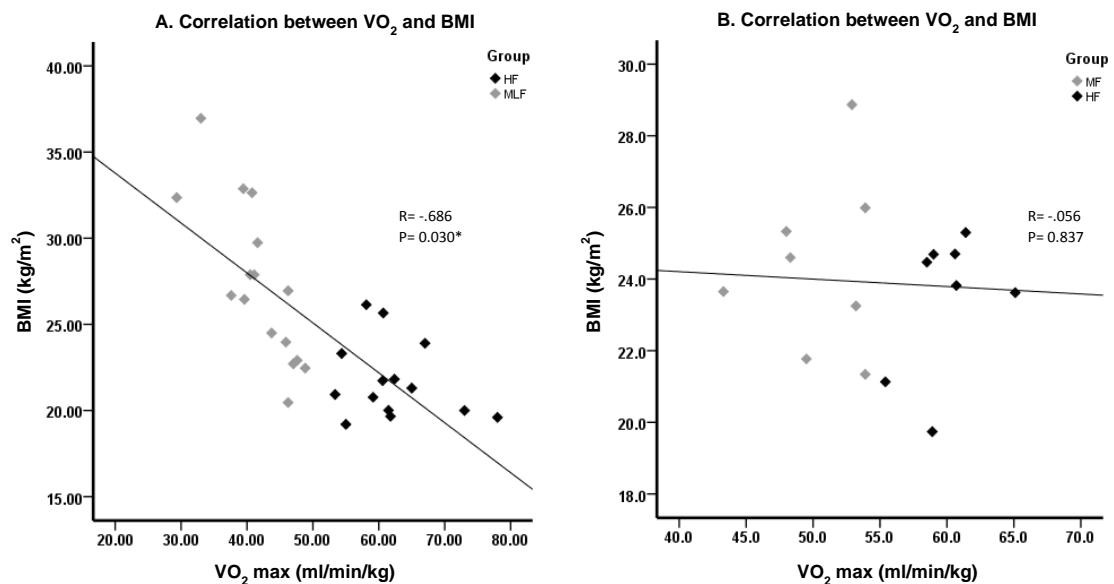 A. Correlation between VO₂ and BMI
Group
HF
MLF
40.00
35.00
30.00
25.00
20.00
15.00
BMI (kg/m²)
R= -.686
P= 0.030*
20.00 30.00 40.00 50.00 60.00 70.00 80.00
VO₂ max (ml/min/kg)
B. Correlation between VO₂ and BMI
Group
MF
HF
30.0
28.0
26.0
24.0
22.0
20.0
18.0
BMI (kg/m²)
R= -.056
P= 0.837
40.0 45.0 50.0 55.0 60.0 65.0 70.0
VO₂ max (ml/min/kg)